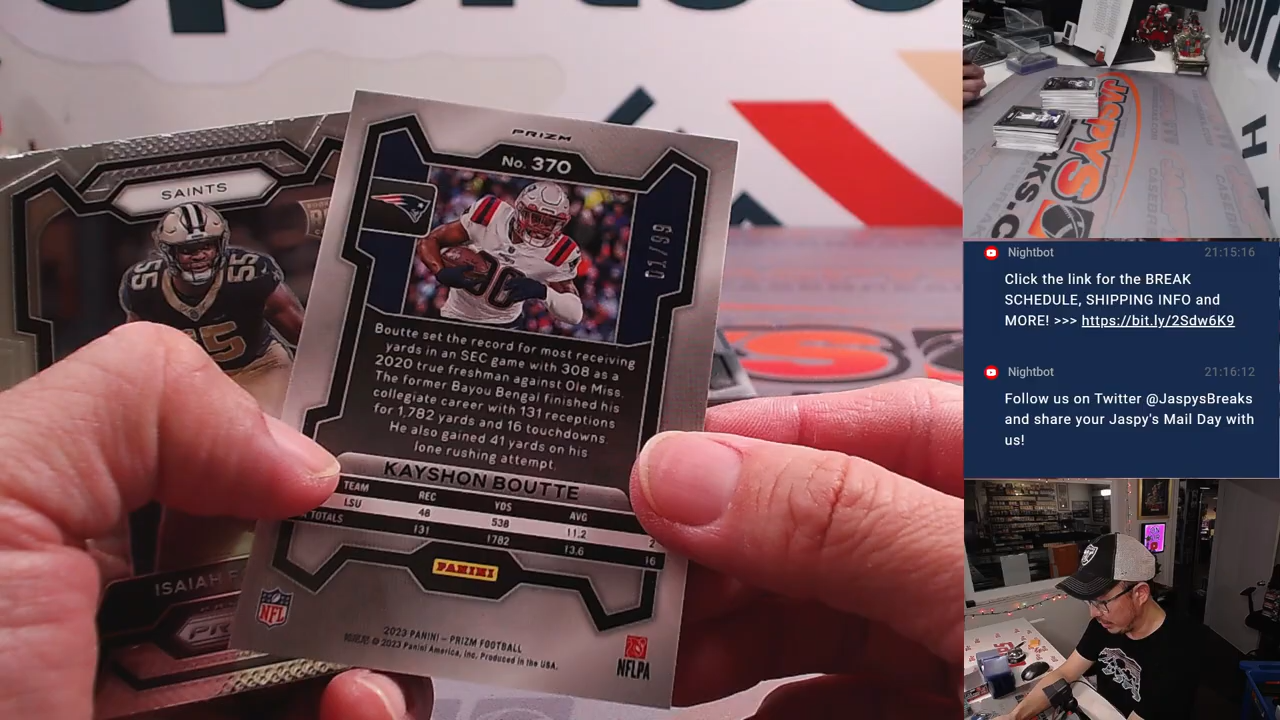 SAINTS
55
55
ISAIAH F
PRIZM
No. 370
01/99
Boutte set the record for most receiving
yards in an SEC game with 308 as a
2020 true freshman against Ole Miss.
The former Bayou Bengal finished his
collegiate career with 131 receptions
for 1,782 yards and 16 touchdowns.
He also gained 41 yards on his
lone rushing attempt.
KAYSHON BOUTTE
TEAM REC YDS AVG
LSU 48 538 11.2 2
TOTALS 131 1782 13.6 16
PANINI
NFL
2023 PANINI – PRIZM FOOTBALL
© 2023 Panini America, Inc. Produced in the USA.
NFLPA
JASPYS
Nightbot 21:15:16
Click the link for the BREAK
SCHEDULE, SHIPPING INFO and
MORE! >>> https://bit.ly/2Sdw6K9
Nightbot 21:16:12
Follow us on Twitter @JaspysBreaks
and share your Jaspy's Mail Day with
us!